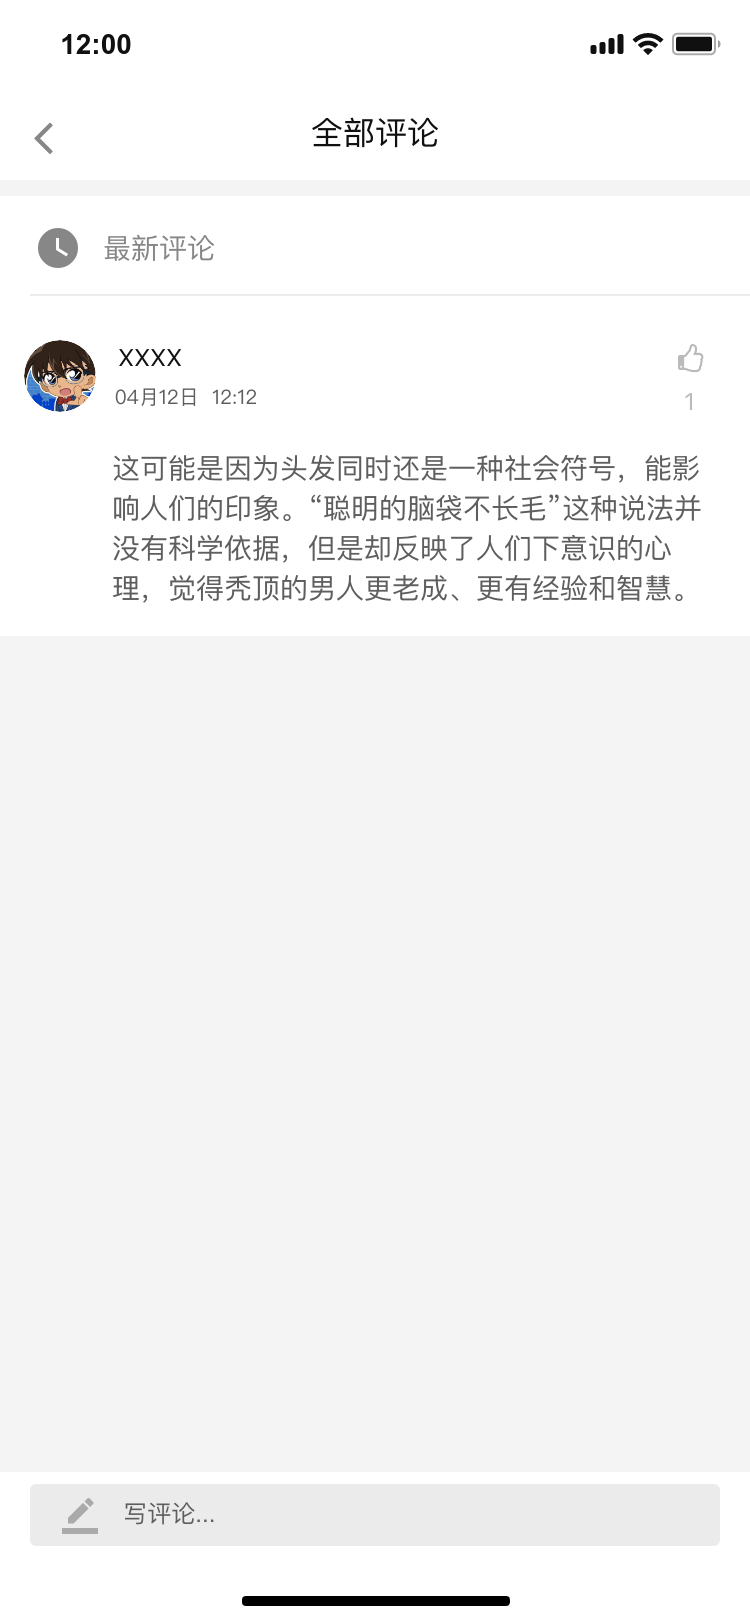 12:00
全部评论
最新评论
XXXX
04月12日 12:12
1
这可能是因为头发同时还是一种社会符号，能影
响人们的印象。“聪明的脑袋不长毛”这种说法并
没有科学依据，但是却反映了人们下意识的心
理，觉得秃顶的男人更老成、更有经验和智慧。
写评论...